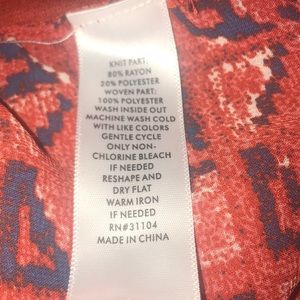 KNIT PART:
80% RAYON
20% POLYESTER
WOVEN PART:
100% POLYESTER
WASH INSIDE OUT
MACHINE WASH COLD
WITH LIKE COLORS
GENTLE CYCLE
ONLY NON-
CHLORINE BLEACH
IF NEEDED
RESHAPE AND
DRY FLAT
WARM IRON
IF NEEDED
RN#31104
MADE IN CHINA